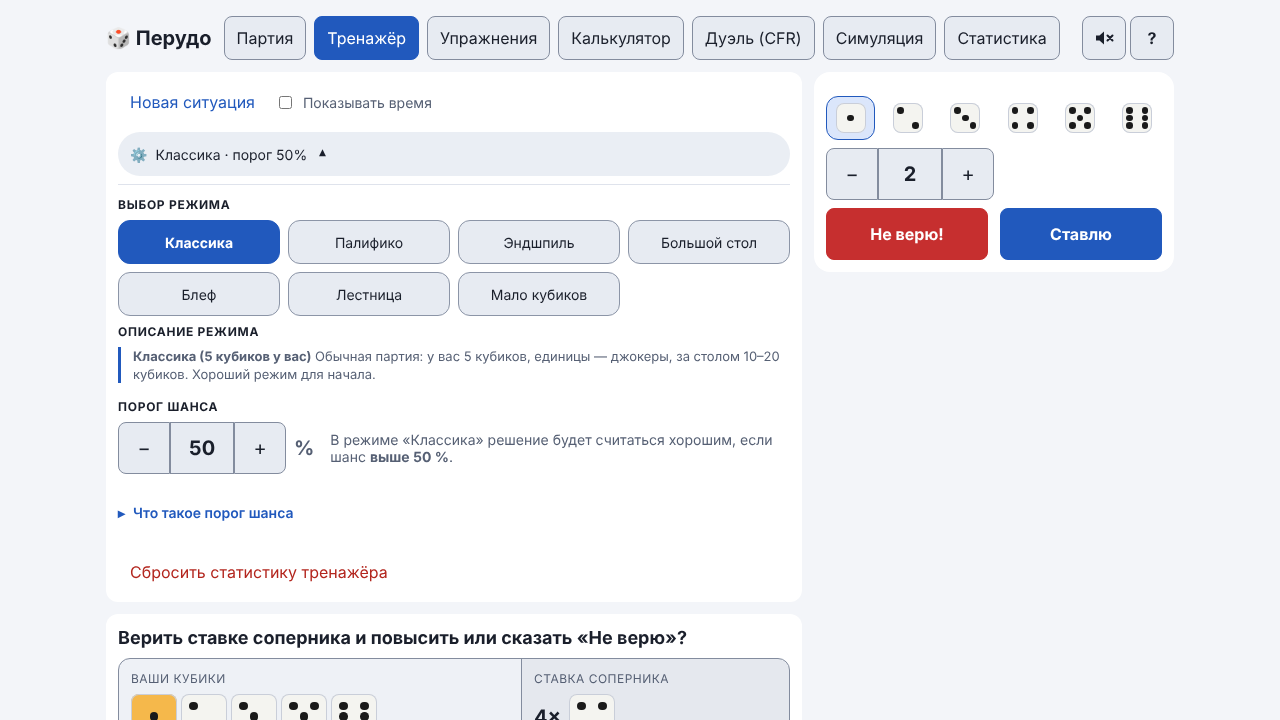 🎲 Перудо
Партия
Тренажёр
Упражнения
Калькулятор
Дуэль (CFR)
Симуляция
Статистика
?
Новая ситуация
Показывать время
⚙️ Классика · порог 50% ▲
ВЫБОР РЕЖИМА
Классика
Палифико
Эндшпиль
Большой стол
Блеф
Лестница
Мало кубиков
ОПИСАНИЕ РЕЖИМА
Классика (5 кубиков у вас) Обычная партия: у вас 5 кубиков, единицы — джокеры, за столом 10–20
кубиков. Хороший режим для начала.
ПОРОГ ШАНСА
− 50 + %
В режиме «Классика» решение будет считаться хорошим, если
шанс выше 50 %.
▸ Что такое порог шанса
Сбросить статистику тренажёра
Верить ставке соперника и повысить или сказать «Не верю»?
ВАШИ КУБИКИ
СТАВКА СОПЕРНИКА
4×
− 2 +
Не верю!
Ставлю